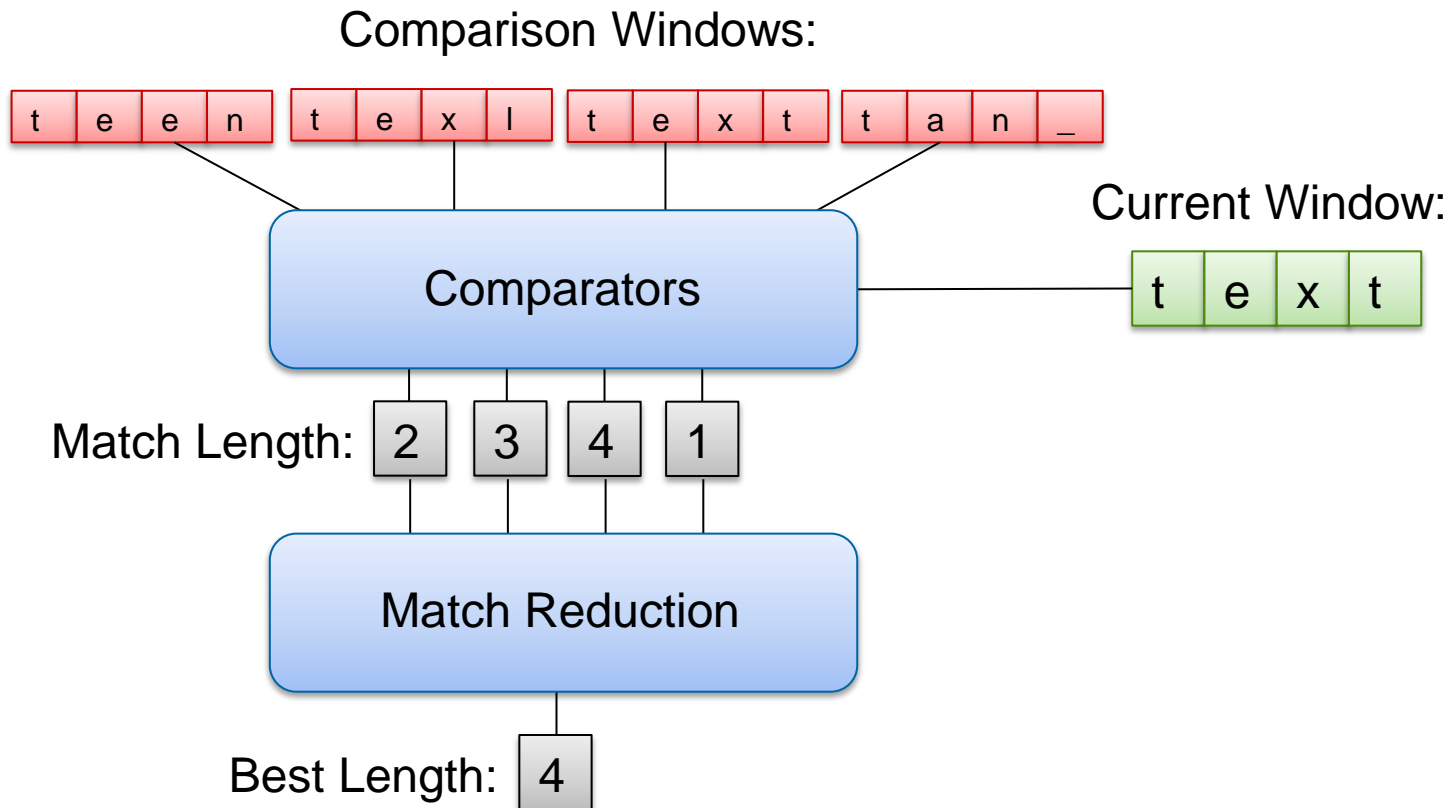 Comparison Windows:
t e e n t e x l t e x t t a n _
Current Window:
Comparators
t e x t
Match Length: 2 3 4 1
Match Reduction
Best Length: 4